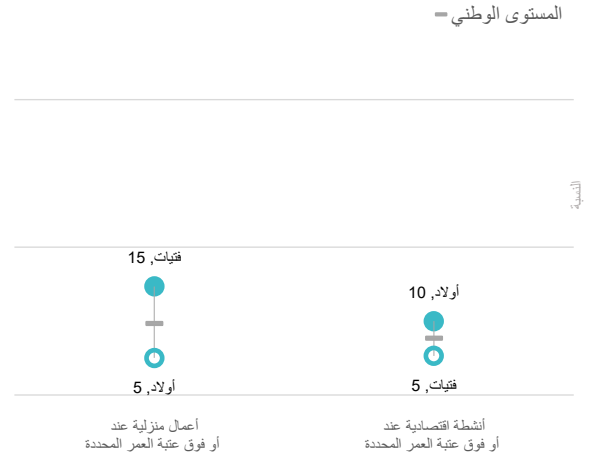 المستوى الوطني
النسبة
أولاد, 10
فتيات, 5
أنشطة اقتصادية عند
أو فوق عتبة العمر المحددة
فتيات, 15
أولاد, 5
أعمال منزلية عند
أو فوق عتبة العمر المحددة